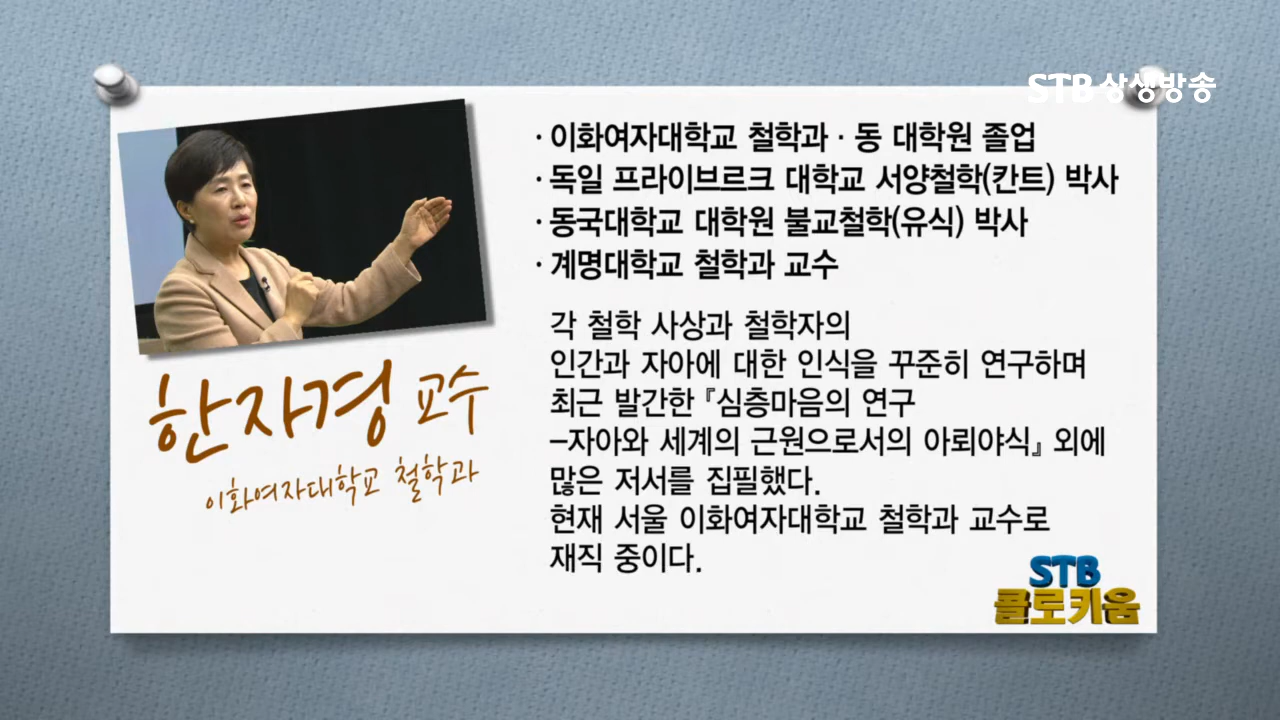 STB 상생방송
· 이화여자대학교 철학과 · 동 대학원 졸업
· 독일 프라이브르크 대학교 서양철학(칸트) 박사
· 동국대학교 대학원 불교철학(유식) 박사
· 계명대학교 철학과 교수
각 철학 사상과 철학자의
인간과 자아에 대한 인식을 꾸준히 연구하며
최근 발간한 『심층마음의 연구
–자아와 세계의 근원으로서의 아뢰야식』 외에
많은 저서를 집필했다.
현재 서울 이화여자대학교 철학과 교수로
재직 중이다.
한자경 교수
이화여자대학교 철학과
STB
콜로키움